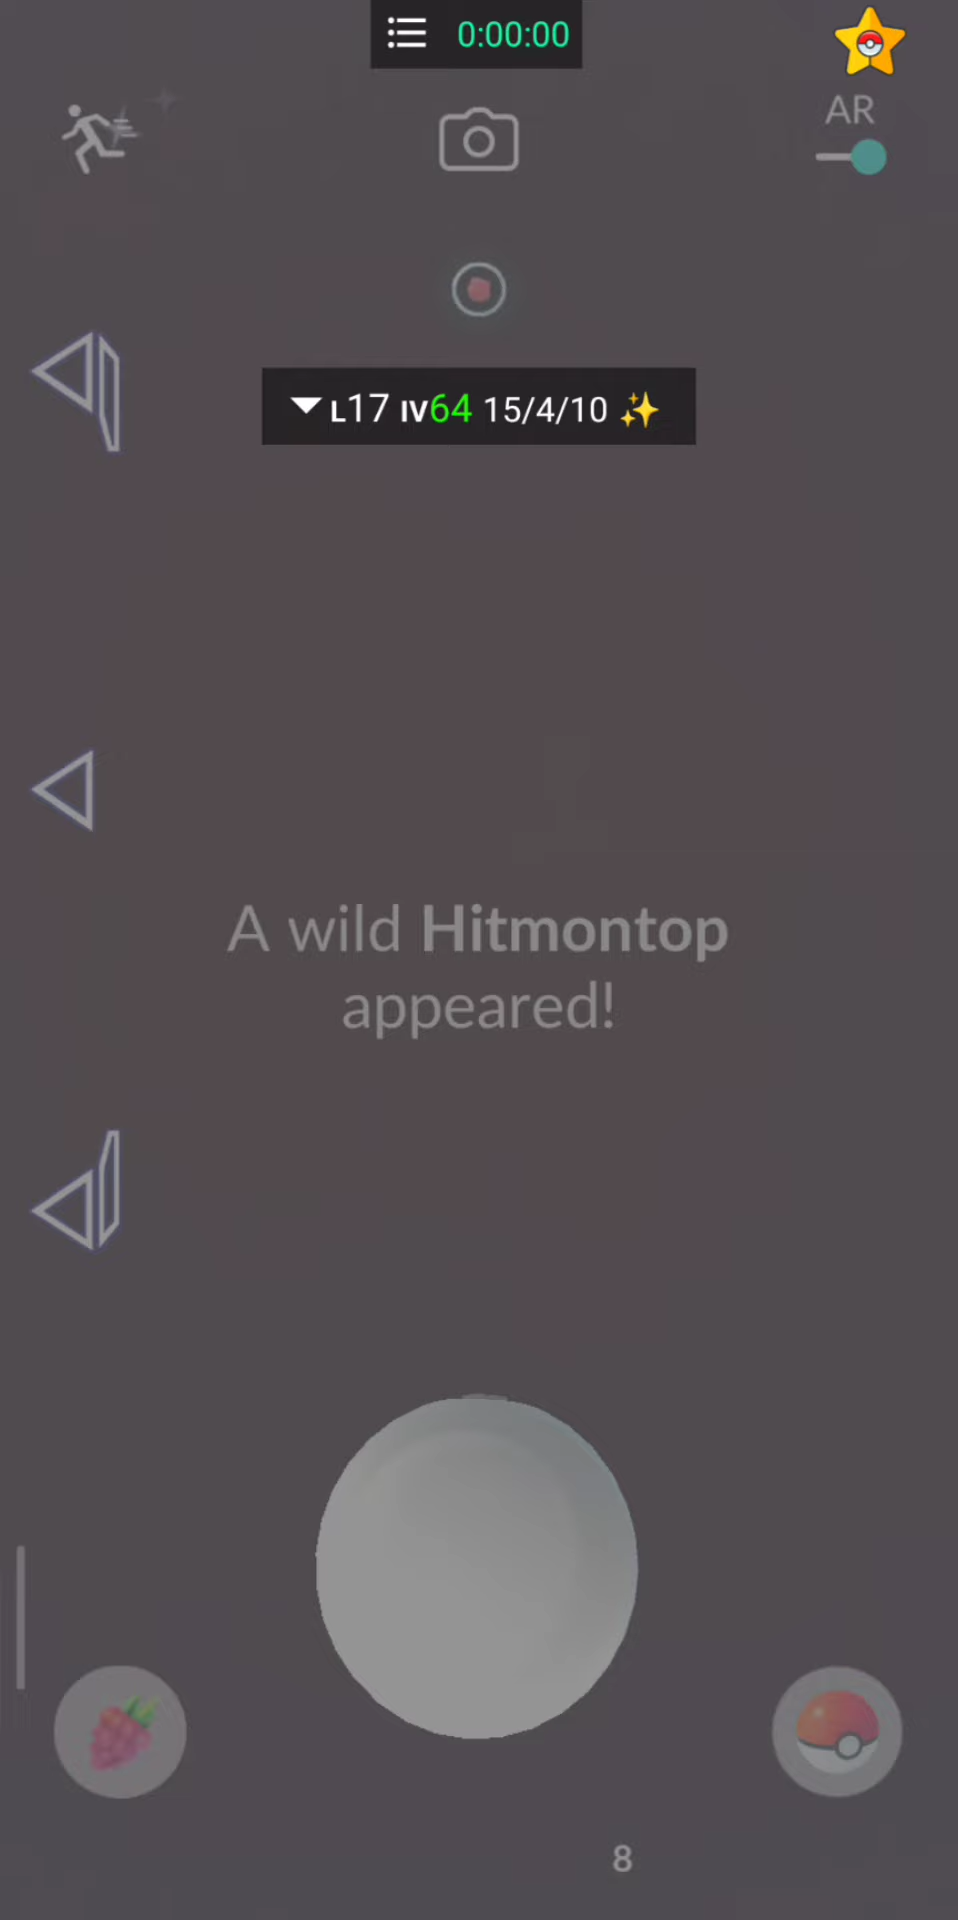 0:00:00
AR
L17 IV64 15/4/10 ✨
A wild Hitmontop
appeared!
8